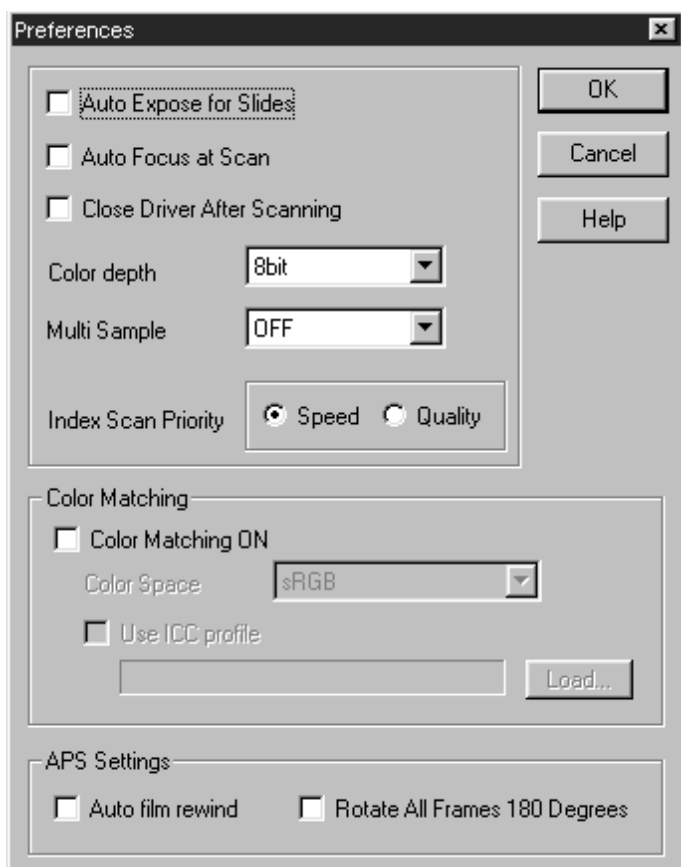 Preferences
Auto Expose for Slides
OK
Auto Focus at Scan
Cancel
Close Driver After Scanning
Help
Color depth 8bit
Multi Sample OFF
Index Scan Priority Speed Quality
Color Matching
Color Matching ON
Color Space sRGB
Use ICC profile
Load...
APS Settings
Auto film rewind Rotate All Frames 180 Degrees